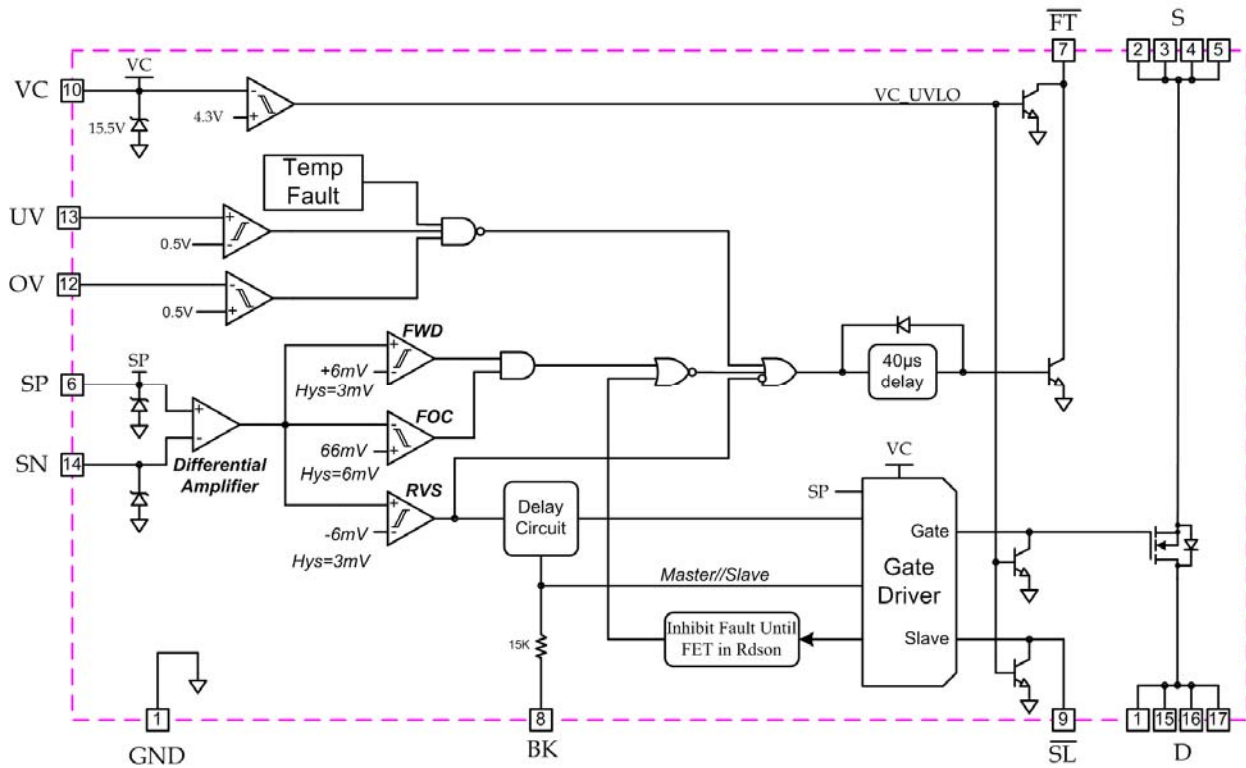 FT
S
7
2 3 4 5
VC 10
VC
15.5V
4.3V
- +
VC_UVLO
Temp
Fault
UV 13
+ -
0.5V
OV 12
- +
0.5V
SP 6
SP
+ -
SN 14
Differential
Amplifier
FWD
+ -
+6mV
Hys=3mV
FOC
- +
66mV
Hys=6mV
RVS
+ -
-6mV
Hys=3mV
40µs
delay
Delay
Circuit
VC
SP
Gate
Gate
Driver
Slave
Master//Slave
Inhibit Fault Until
FET in Rdson
15K
1
GND
8
BK
9
SL
1 15 16 17
D